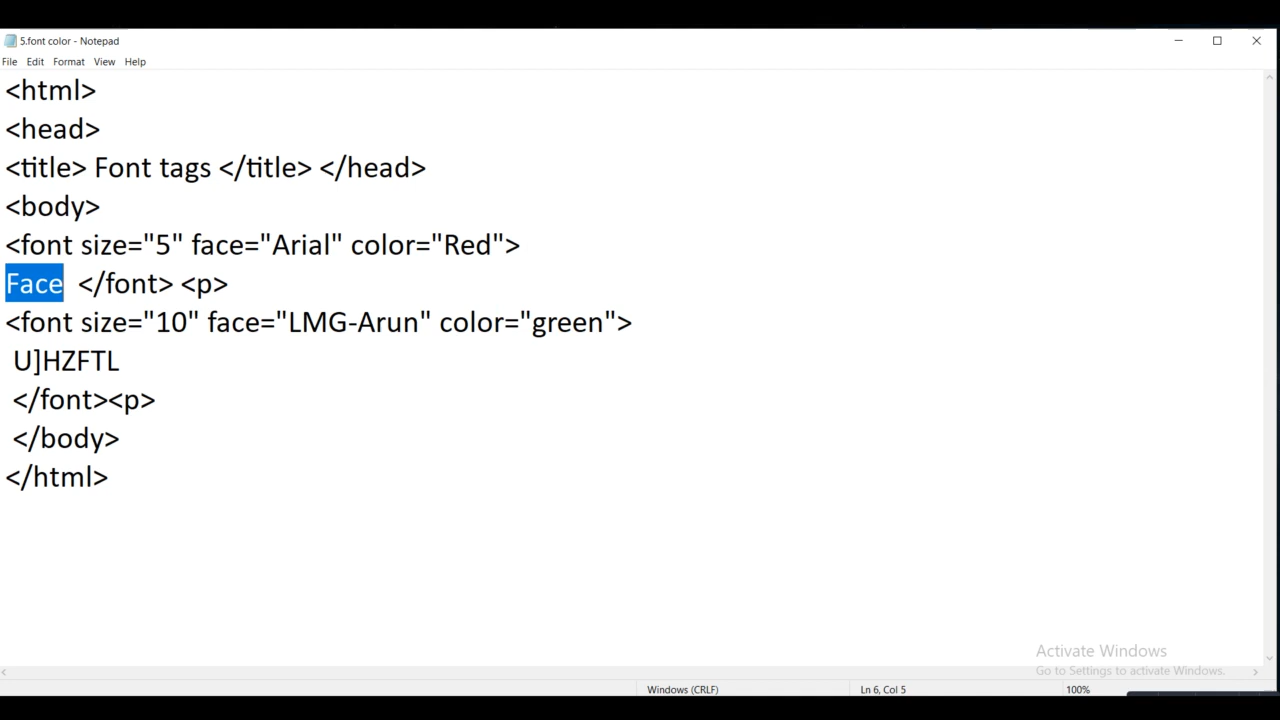 5.font color - Notepad
File Edit Format View Help
<html>
<head>
<title> Font tags </title> </head>
<body>
<font size="5" face="Arial" color="Red">
Face </font> <p>
<font size="10" face="LMG-Arun" color="green">
U]HZFTL
</font><p>
</body>
</html>
Activate Windows
Go to Settings to activate Windows.
Windows (CRLF) Ln 6, Col 5 100%